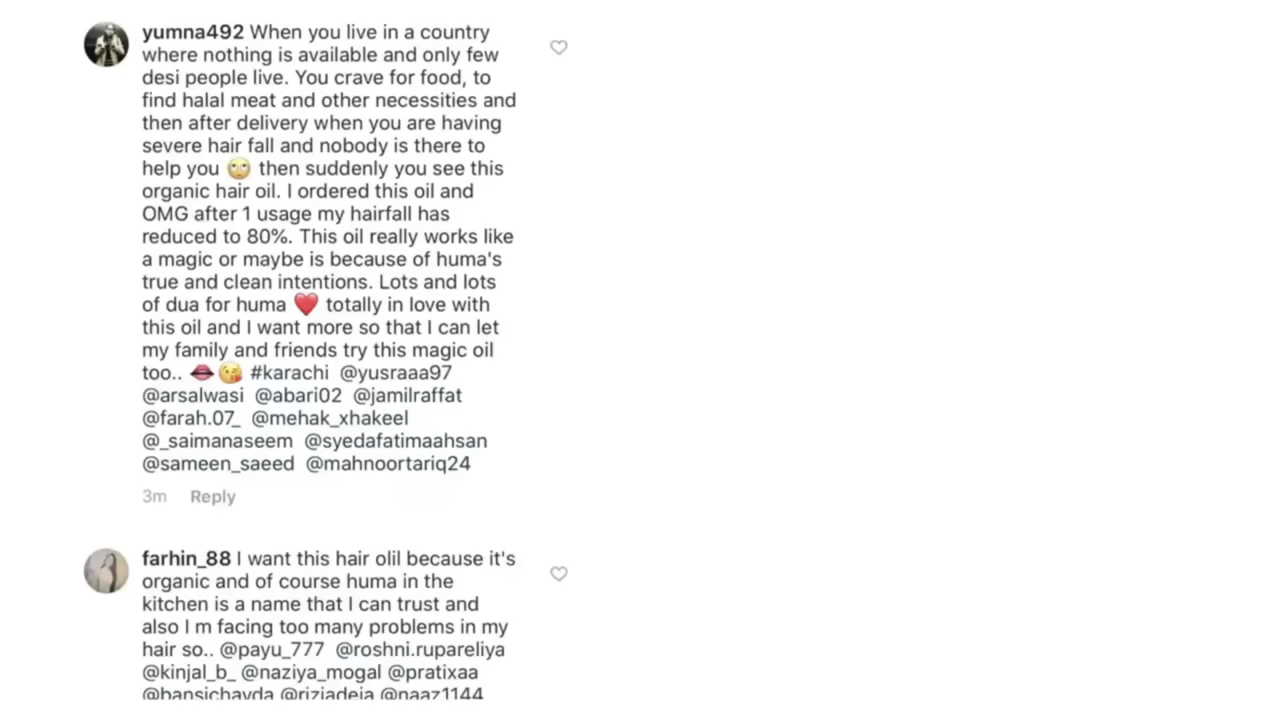 yumna492 When you live in a country
where nothing is available and only few
desi people live. You crave for food, to
find halal meat and other necessities and
then after delivery when you are having
severe hair fall and nobody is there to
help you 🙄 then suddenly you see this
organic hair oil. I ordered this oil and
OMG after 1 usage my hairfall has
reduced to 80%. This oil really works like
a magic or maybe is because of huma's
true and clean intentions. Lots and lots
of dua for huma ❤️ totally in love with
this oil and I want more so that I can let
my family and friends try this magic oil
too.. 👄😘 #karachi @yusraaa97
@arsalwasi @abari02 @jamilraffat
@farah.07_ @mehak_xhakeel
@_saimanaseem @syedafatimaahsan
@sameen_saeed @mahnoortariq24
3m Reply
farhin_88 I want this hair olil because it's
organic and of course huma in the
kitchen is a name that I can trust and
also I m facing too many problems in my
hair so.. @payu_777 @roshni.rupareliya
@kinjal_b_ @naziya_mogal @pratixaa
@bansichavda @riziadeja @naaz1144